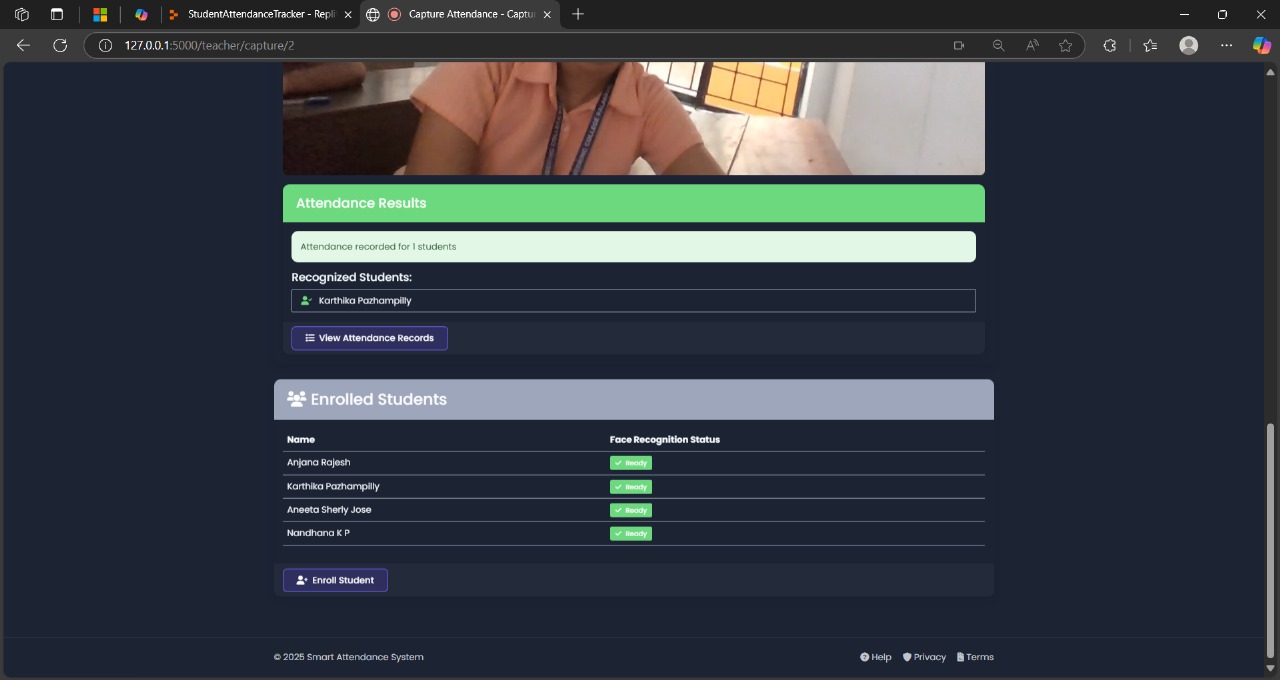 StudentAttendanceTracker - Repli
Capture Attendance - Captu
127.0.0.1:5000/teacher/capture/2
COLLEGE
Attendance Results
Attendance recorded for 1 students
Recognized Students:
Karthika Pazhampilly
View Attendance Records
Enrolled Students
Name Face Recognition Status
Anjana Rajesh Ready
Karthika Pazhampilly Ready
Aneeta Sherly Jose Ready
Nandhana K P Ready
Enroll Student
© 2025 Smart Attendance System Help Privacy Terms